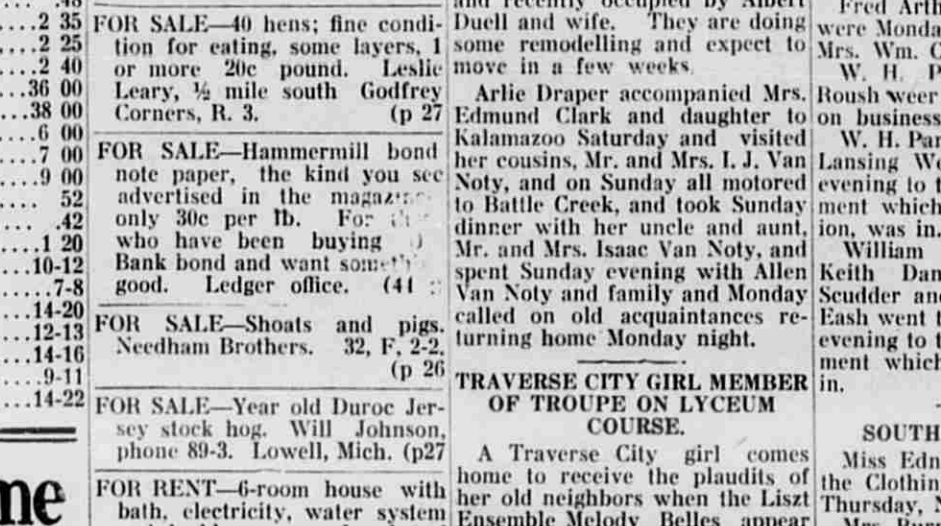 .48
2 35
2 25
2 40
36 00
38 00
6 00
7 00
9 00
52
.42
1 20
10-12
7-8
14-20
12-13
14-16
9-11
14-22
me
FOR SALE—40 hens; fine condi-
tion for eating, some layers, 1
or more 20c pound. Leslie
Leary, ½ mile south Godfrey
Corners, R. 3. (p 27
FOR SALE—Hammermill bond
note paper, the kind you see
advertised in the
only 30c per lb. For
who have been buying
Bank bond and want
good. Ledger office. (41
FOR SALE—Shoats and pigs.
Needham Brothers. 32, F, 2-2.
(p 26
FOR SALE—Year old Duroc Jer-
sey stock hog. Will Johnson,
phone 89-3. Lowell, Mich. (p27
FOR RENT—6-room house with
bath, electricity, water system
and recently occupied by Albert
Duell and wife. They are doing
some remodelling and expect to
move in a few weeks.
Arlie Draper accompanied Mrs.
Edmund Clark and daughter to
Kalamazoo Saturday and visited
her cousins, Mr. and Mrs. I. J. Van
Noty, and on Sunday all motored
to Battle Creek, and took Sunday
dinner with her uncle and aunt,
Mr. and Mrs. Isaac Van Noty, and
spent Sunday evening with Allen
Van Noty and family and Monday
called on old acquaintances re-
turning home Monday night.
TRAVERSE CITY GIRL MEMBER
OF TROUPE ON LYCEUM
COURSE.
A Traverse City girl comes
home to receive the plaudits of
her old neighbors when the Liszt
Ensemble Melody Belles appear
Fred Arth
were Monda
Mrs. Wm. C
W. H. P
Roush weer
on business
W. H. Par
Lansing We
evening to t
ment which
ion, was in.
William
Keith Dan
Scudder and
Eash went t
evening to t
ment which
in.
SOUTH
Miss Edn
the Clothin
Thursday,